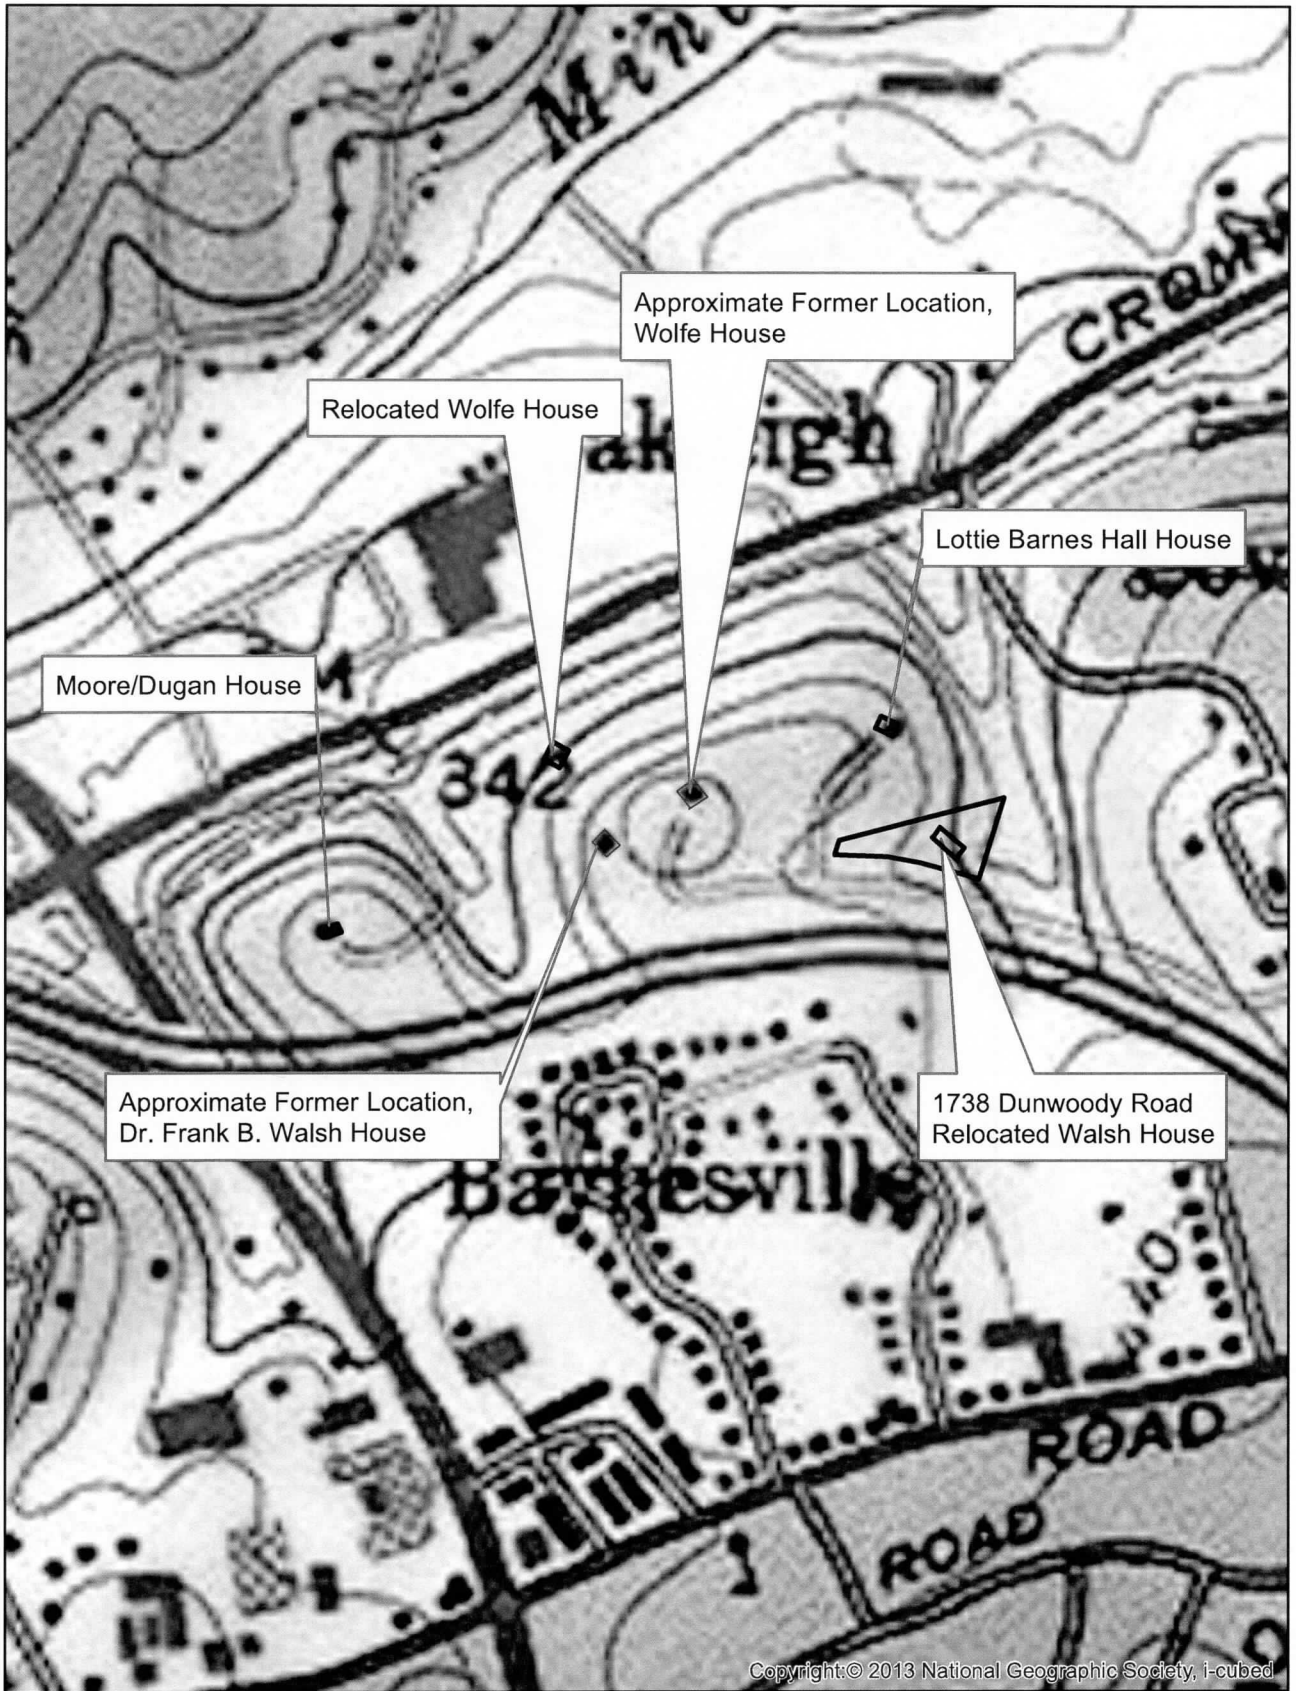 Approximate Former Location,
Wolfe House
Relocated Wolfe House
Lottie Barnes Hall House
Moore/Dugan House
342
Approximate Former Location,
Dr. Frank B. Walsh House
1738 Dunwoody Road
Relocated Walsh House
ROAD
ROAD
Copyright:© 2013 National Geographic Society, i-cubed